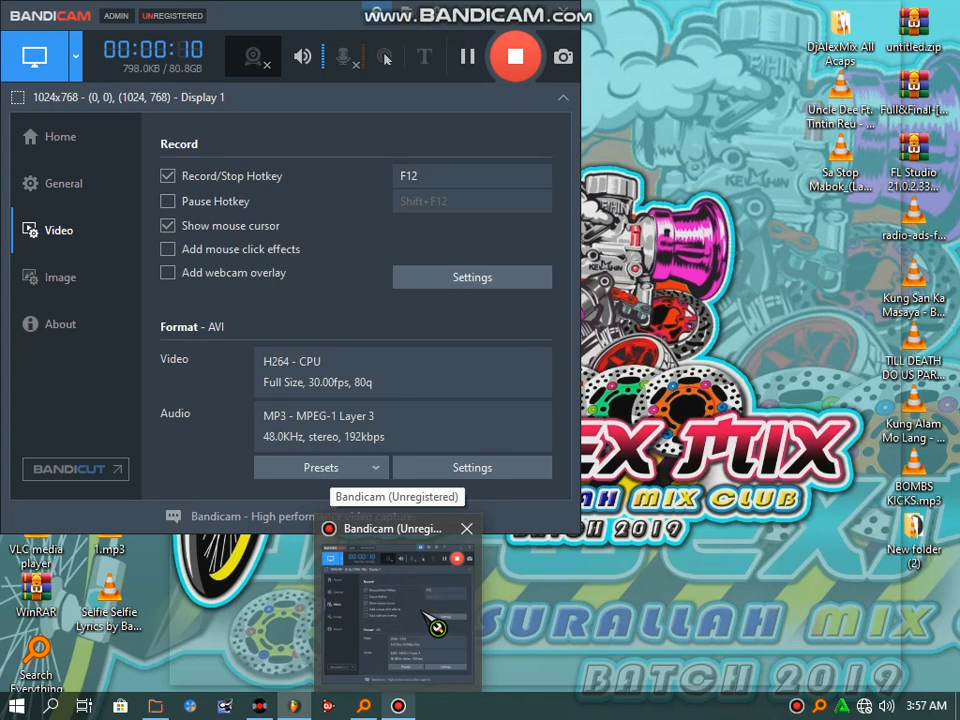 BANDICAM ADMIN UNREGISTERED
www.BANDICAM.com
00:00:10
798.0KB / 80.8GB
1024x768 - (0, 0), (1024, 768) - Display 1
Home
General
Video
Image
About
BANDICUT
Record
Record/Stop Hotkey F12
Pause Hotkey Shift+F12
Show mouse cursor
Add mouse click effects
Add webcam overlay
Settings
Format - AVI
Video
H264 - CPU
Full Size, 30.00fps, 80q
Audio
MP3 - MPEG-1 Layer 3
48.0KHz, stereo, 192kbps
Presets
Settings
Bandicam (Unregistered)
Bandicam - High performance video capture
Bandicam (Unregi...
DjAlexMix All Acaps
untitled.zip
Uncle Dee Ft. Tintin Reu - ...
Full&Final-[...
Sa Stop Mabok_(La...
FL Studio 21.0.2.33...
radio-ads-f...
Kung San Ka Masaya - B...
TILL DEATH DO US PAR...
Kung Alam Mo Lang - ...
BOMBS KICKS.mp3
New folder (2)
EX MIX
ALLAH MIX CLUB
BATCH 2019
SURALLAH MIX
BATCH 2019
VLC media player
1.mp3
WinRAR
Selfie Selfie Lyrics by Ba...
Search Everything
3:57 AM